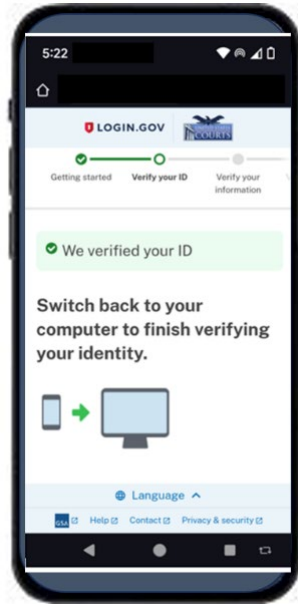 5:22
LOGIN.GOV COURTS
Getting started Verify your ID Verify your
information
We verified your ID
Switch back to your
computer to finish verifying
your identity.
Language
GSA Help Contact Privacy & security